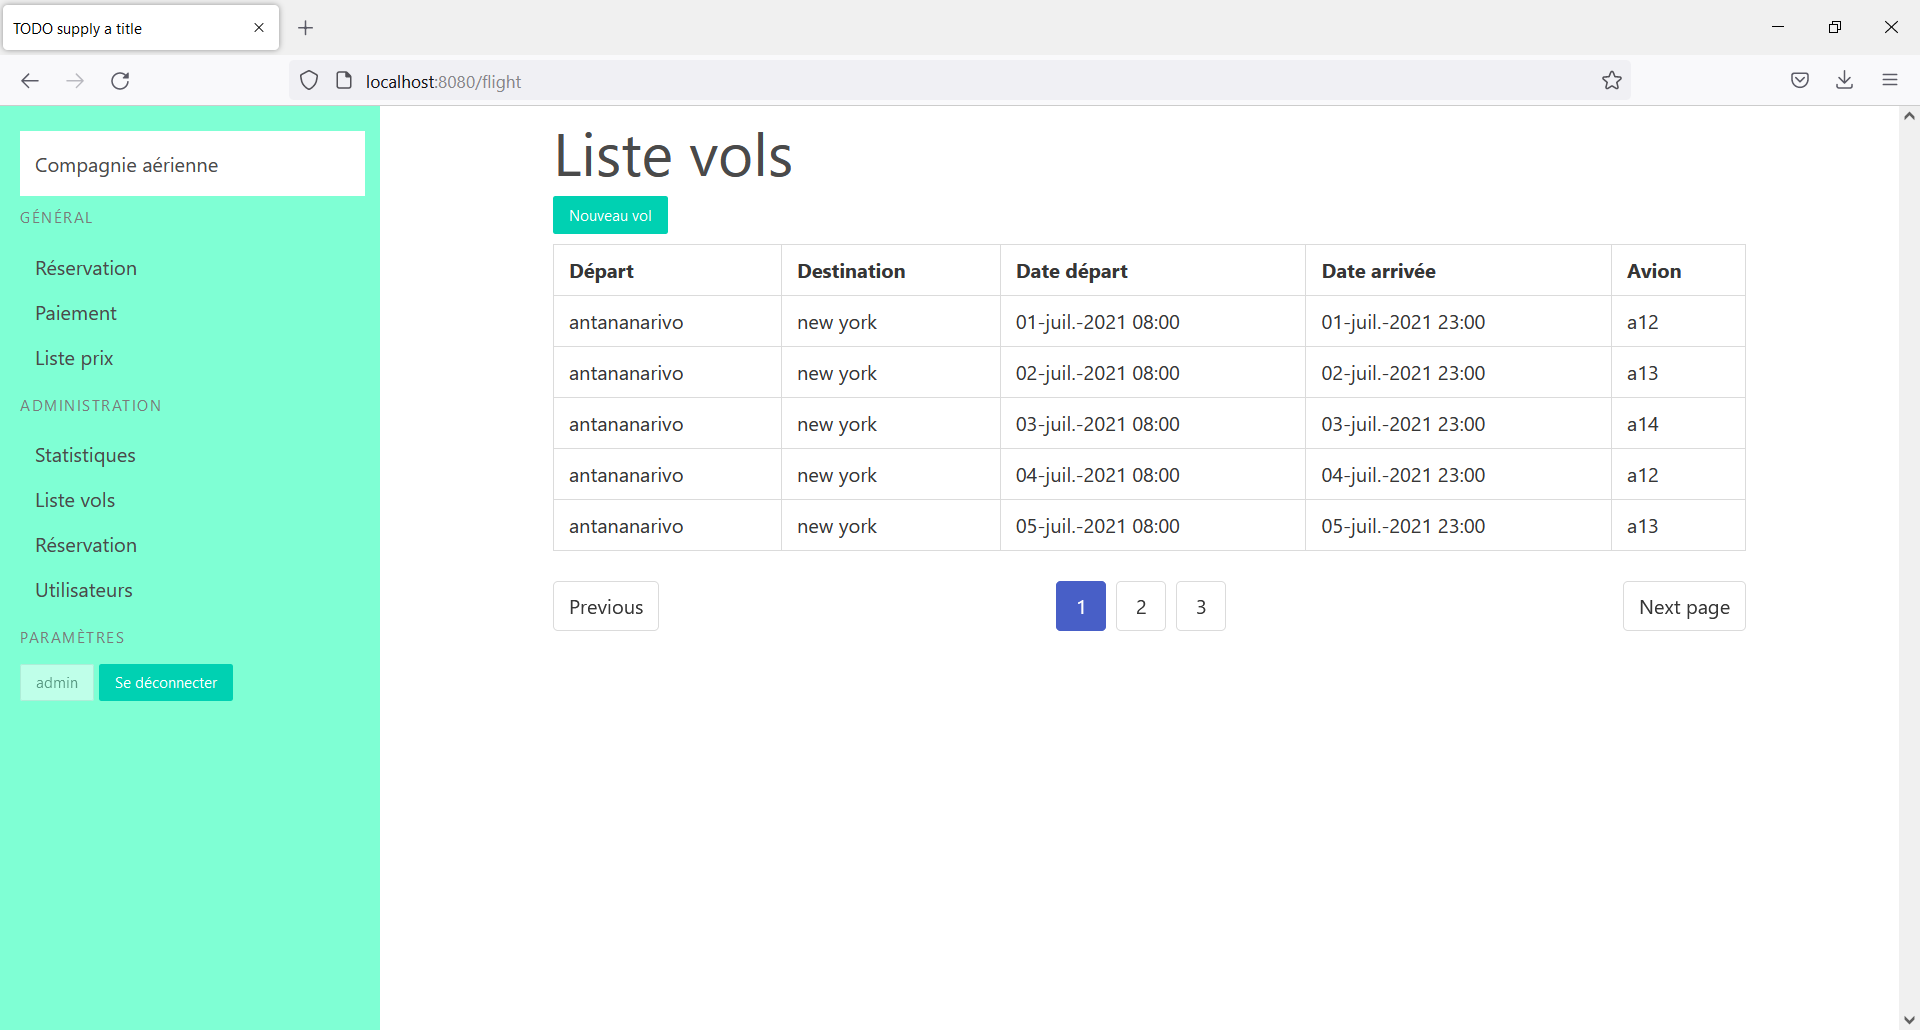 TODO supply a title
localhost:8080/flight
Compagnie aérienne
GÉNÉRAL
Réservation
Paiement
Liste prix
ADMINISTRATION
Statistiques
Liste vols
Réservation
Utilisateurs
PARAMÈTRES
admin Se déconnecter
Liste vols
Nouveau vol
Départ Destination Date départ Date arrivée Avion
antananarivo new york 01-juil.-2021 08:00 01-juil.-2021 23:00 a12
antananarivo new york 02-juil.-2021 08:00 02-juil.-2021 23:00 a13
antananarivo new york 03-juil.-2021 08:00 03-juil.-2021 23:00 a14
antananarivo new york 04-juil.-2021 08:00 04-juil.-2021 23:00 a12
antananarivo new york 05-juil.-2021 08:00 05-juil.-2021 23:00 a13
Previous 1 2 3 Next page